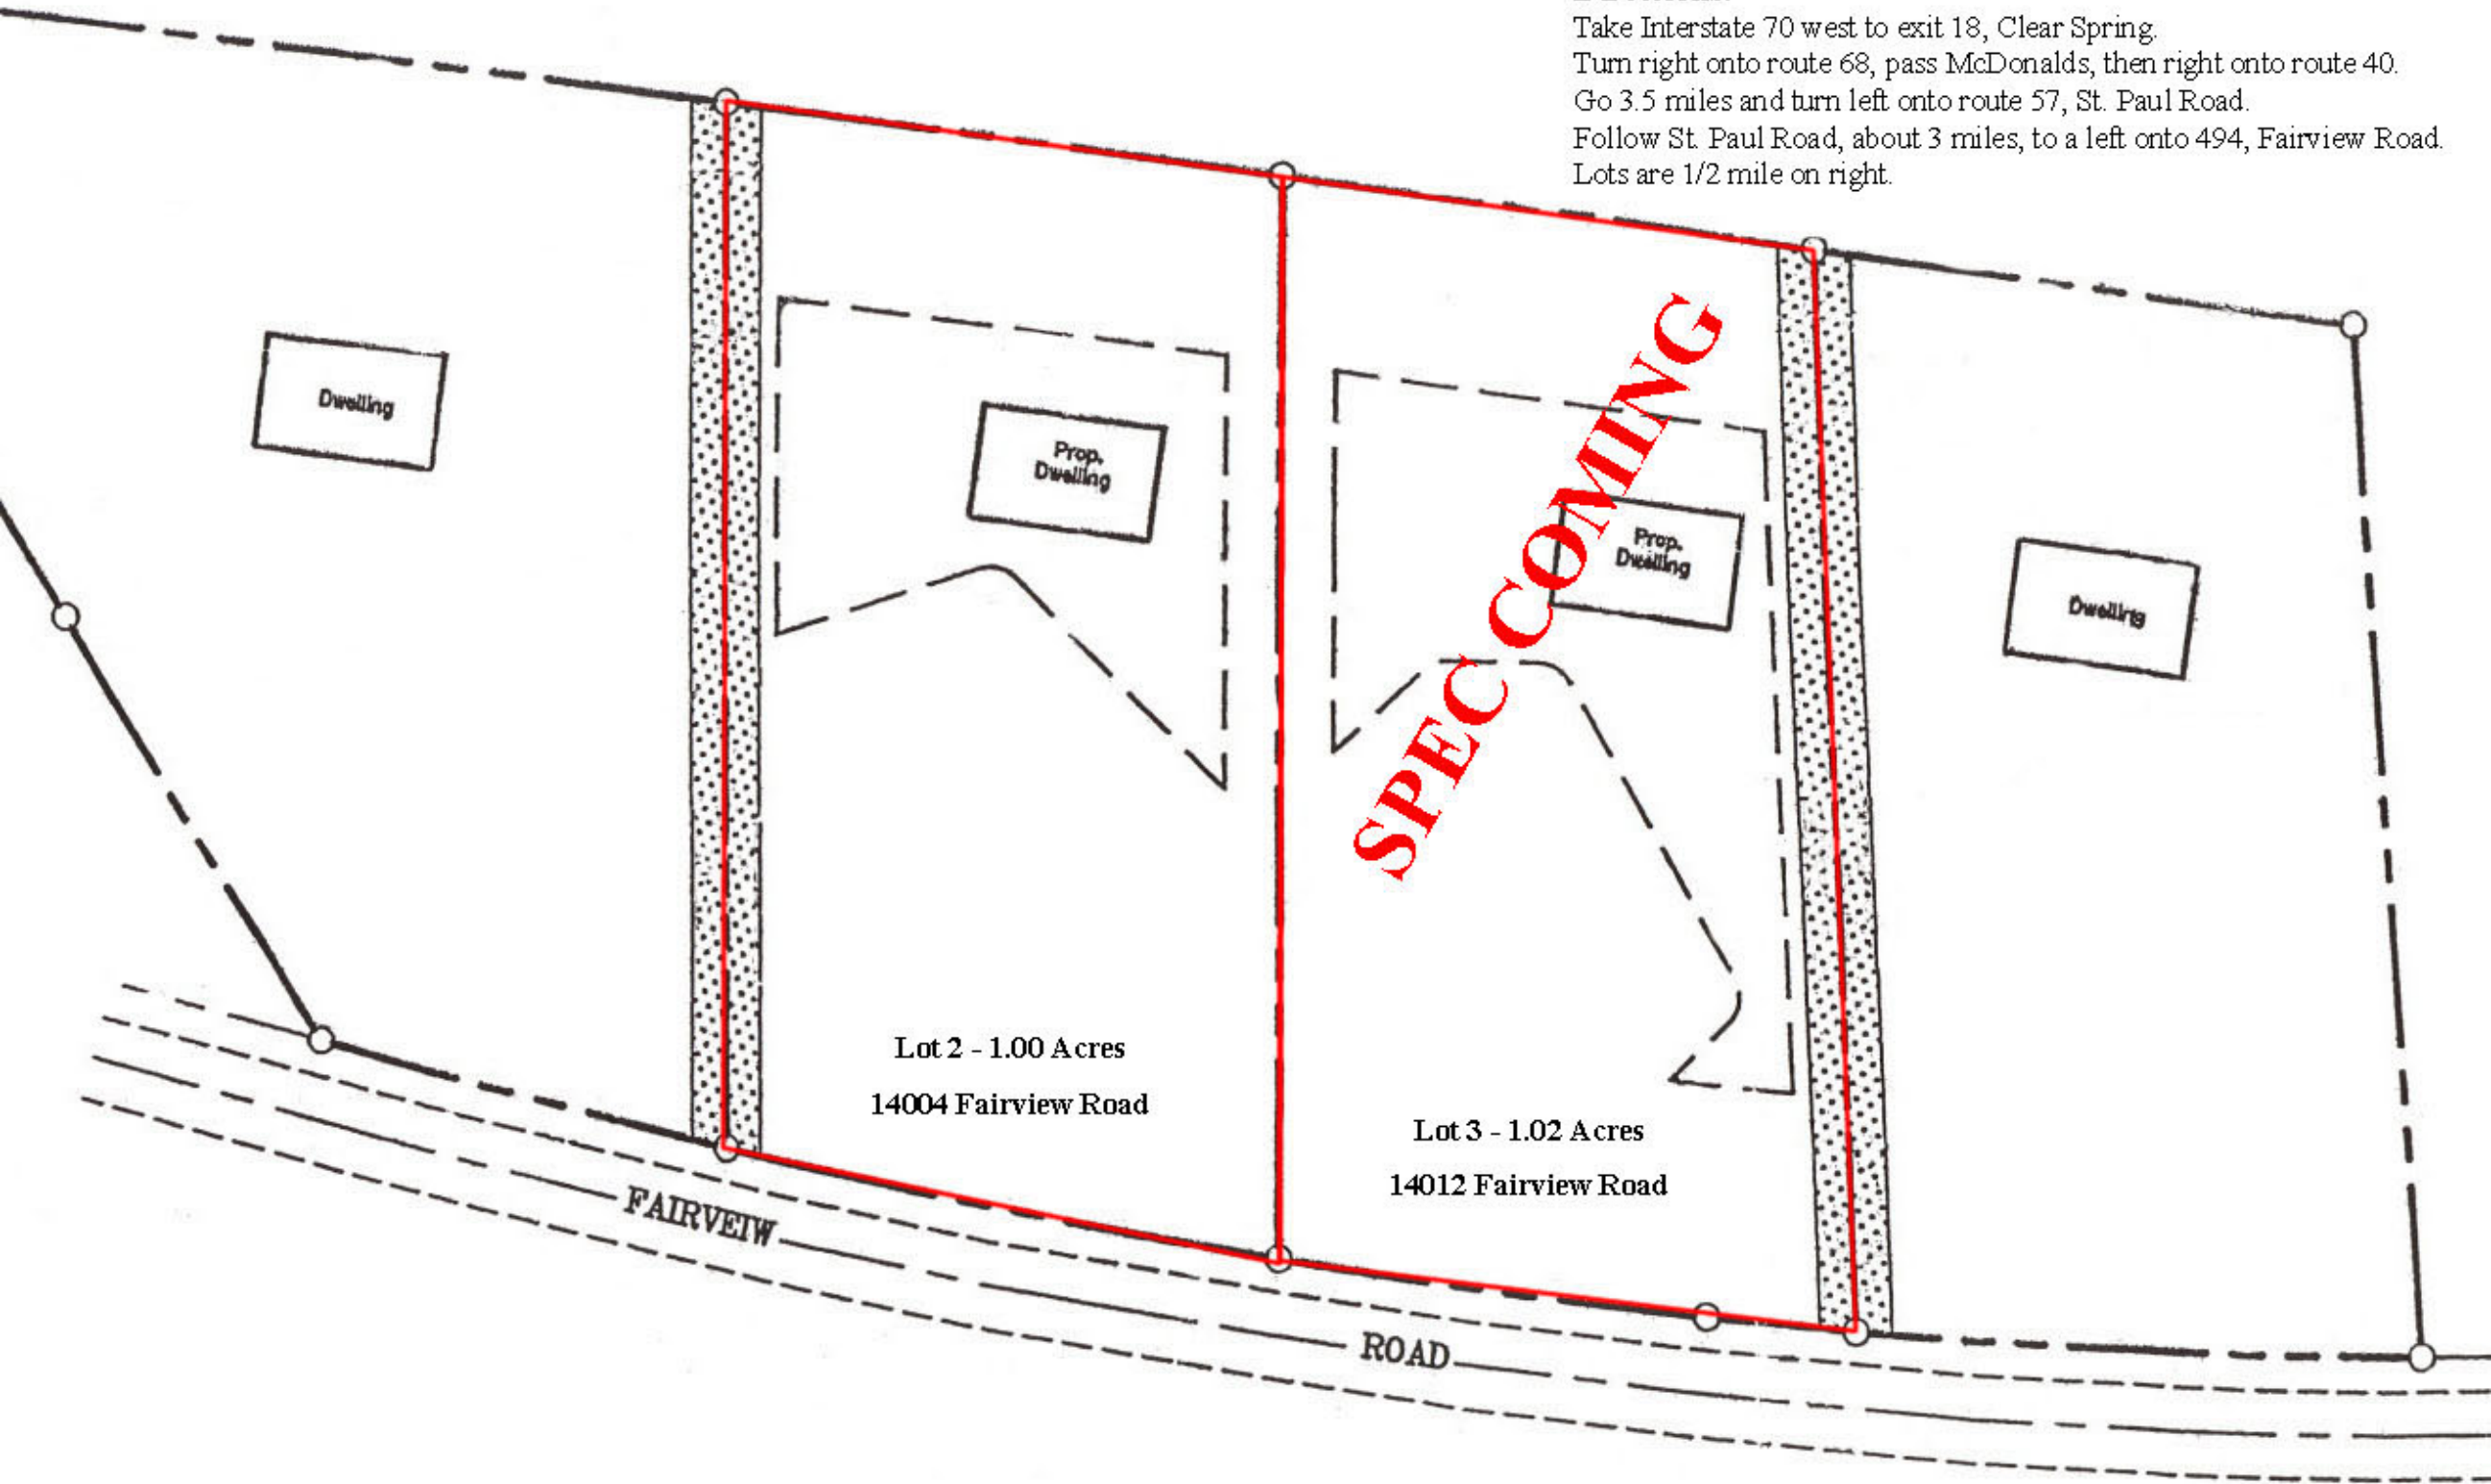 Take Interstate 70 west to exit 18, Clear Spring.
Turn right onto route 68, pass McDonalds, then right onto route 40.
Go 3.5 miles and turn left onto route 57, St. Paul Road.
Follow St. Paul Road, about 3 miles, to a left onto 494, Fairview Road.
Lots are 1/2 mile on right.
Dwelling
Prop.
Dwelling
SPEC COMING
Prop.
Dwelling
Dwelling
Lot 2 - 1.00 Acres
14004 Fairview Road
Lot 3 - 1.02 Acres
14012 Fairview Road
FAIRVEIW
ROAD